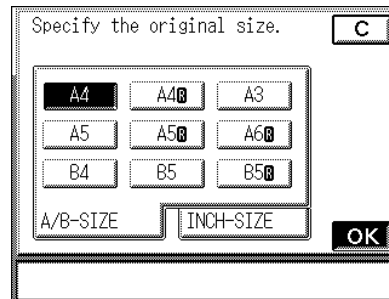 Specify the original size.
C
A4 A4R A3
A5 A5R A6R
B4 B5 B5R
A/B-SIZE INCH-SIZE
OK